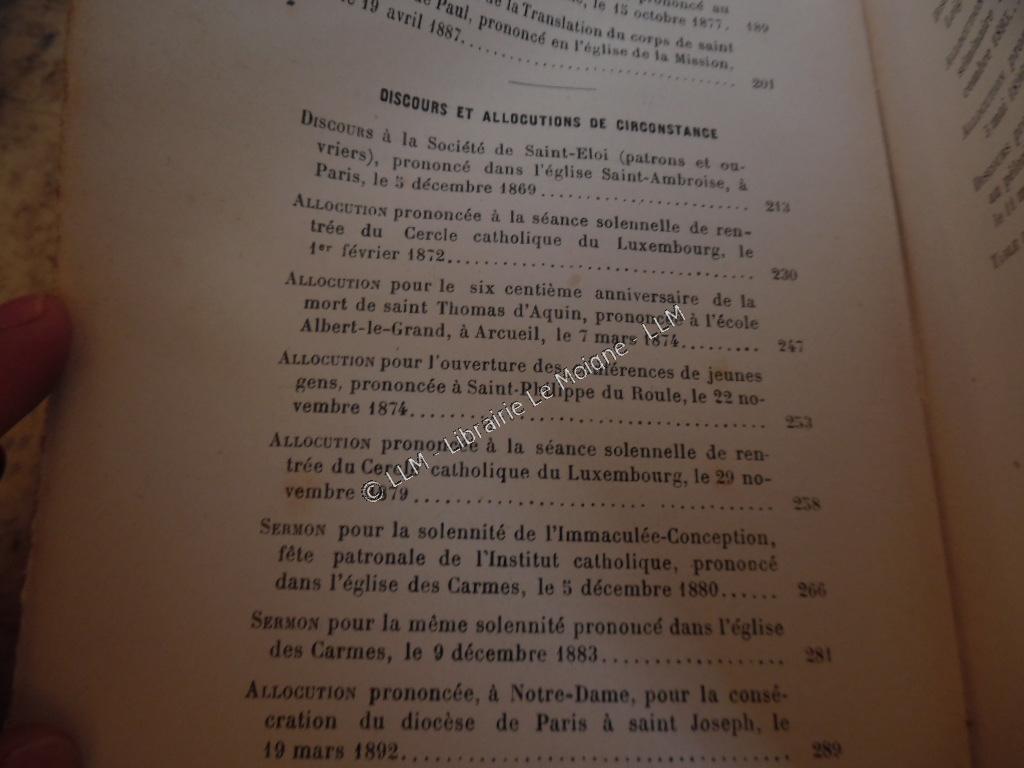 prononcé au
le 15 octobre 1877. 189
de la Translation du corps de saint
de Paul, prononcé en l'église de la Mission,
le 19 avril 1887........................ 201
DISCOURS ET ALLOCUTIONS DE CIRCONSTANCE
DISCOURS à la Société de Saint-Eloi (patrons et ou-
vriers), prononcé dans l'église Saint-Ambroise, à
Paris, le 5 décembre 1869........................ 213
ALLOCUTION prononcée à la séance solennelle de ren-
trée du Cercle catholique du Luxembourg, le
1er février 1872........................ 230
ALLOCUTION pour le six centième anniversaire de la
mort de saint Thomas d'Aquin, prononcé à l'école
Albert-le-Grand, à Arcueil, le 7 mars 1874......... 247
ALLOCUTION pour l'ouverture des conférences de jeunes
gens, prononcée à Saint-Philippe du Roule, le 22 no-
vembre 1874........................ 253
ALLOCUTION prononcée à la séance solennelle de ren-
trée du Cercle catholique du Luxembourg, le 29 no-
vembre 1879........................ 258
SERMON pour la solennité de l'Immaculée-Conception,
fête patronale de l'Institut catholique, prononcé
dans l'église des Carmes, le 5 décembre 1880...... 266
SERMON pour la même solennité pronoucé dans l'église
des Carmes, le 9 décembre 1883.................. 281
ALLOCUTION prononcée, à Notre-Dame, pour la consé-
cration du diocèse de Paris à saint Joseph, le
19 mars 1892........................ 289
© LLM - Librairie Le Moigne - LLM